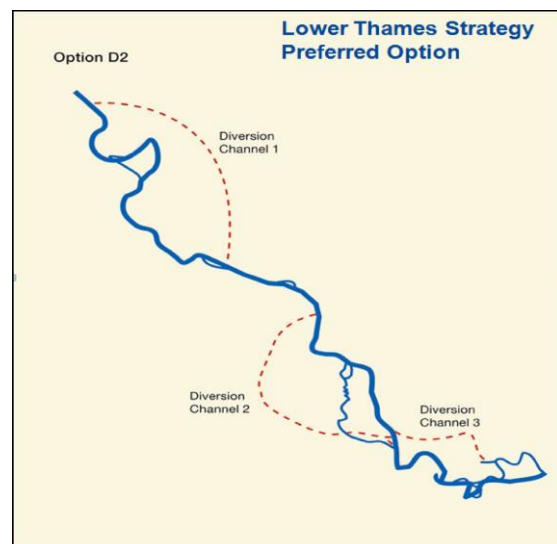 Lower Thames Strategy
Preferred Option
Option D2
Diversion
Channel 1
Diversion
Channel 2
Diversion
Channel 3